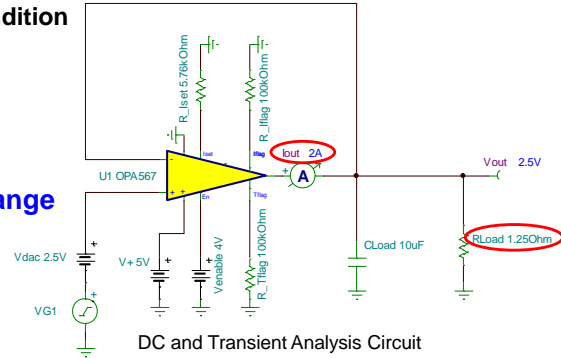 ndition
R_Iset 5.76kOhm
R_Iflag 100kOhm
Iset
Iflag
Iout 2A
-
+
+
+
A
U1 OPA567
Vout 2.5V
En
Tflag
ange
Vdac 2.5V
+
V+ 5V
+
Venable 4V
+
R_Tflag 100kOhm
CLoad 10uF
RLoad 1.25Ohm
VG1
+
DC and Transient Analysis Circuit